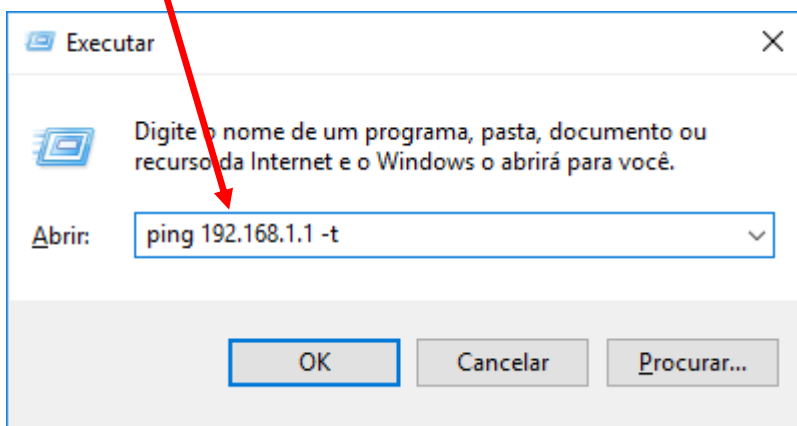 Executar
Digite o nome de um programa, pasta, documento ou
recurso da Internet e o Windows o abrirá para você.
Abrir:
ping 192.168.1.1 -t
OK
Cancelar
Procurar...